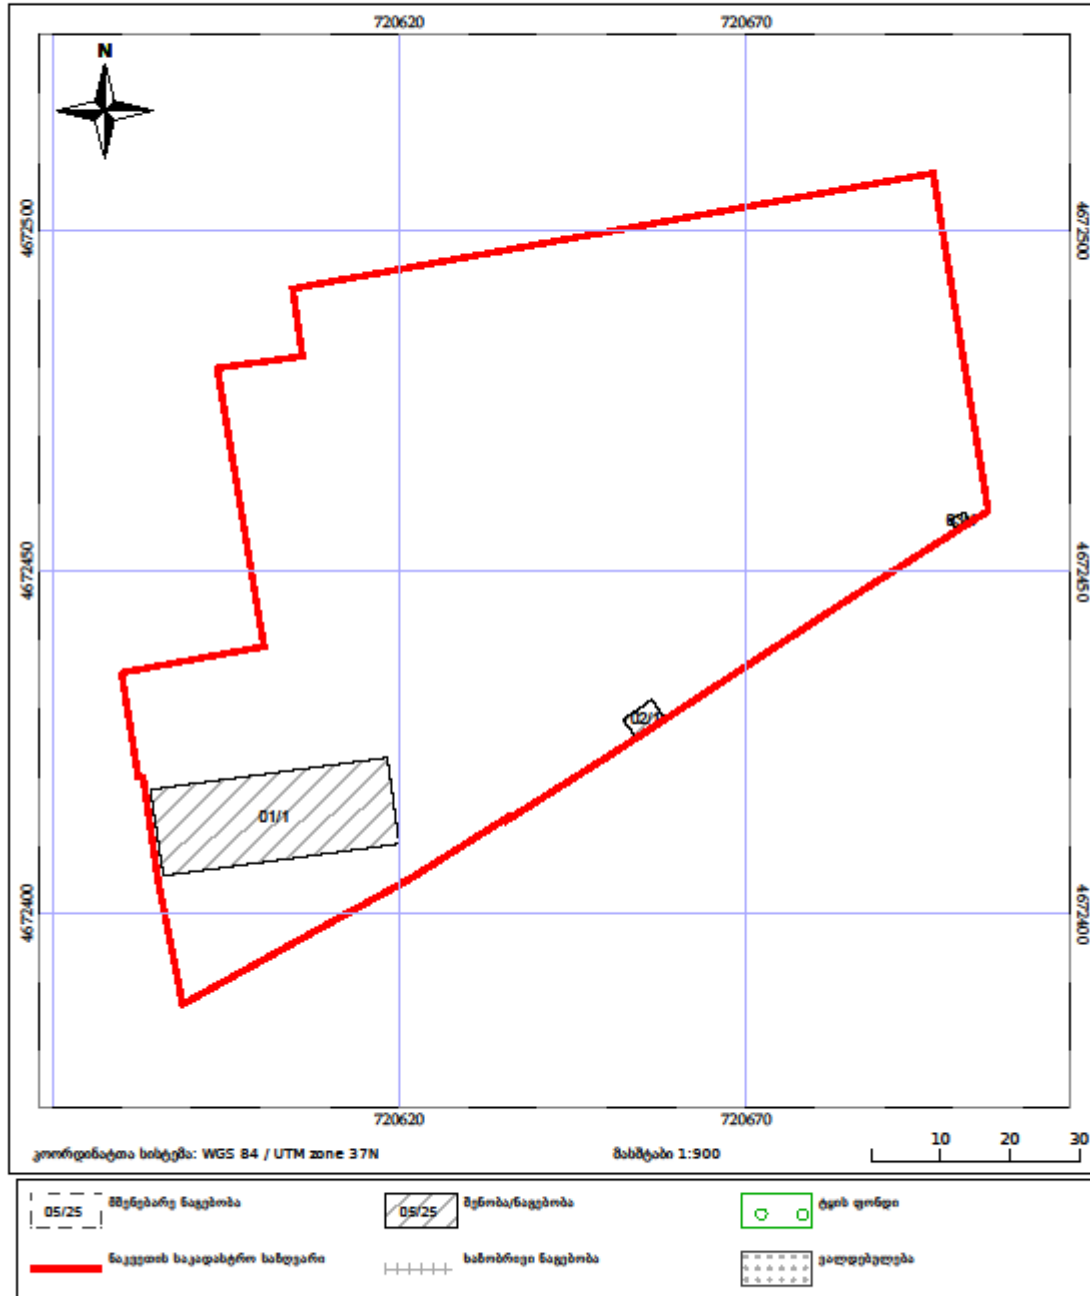 720620 720670
N
4672500 4672500
4672450 4672450
02/1
01/1
4672400 4672400
720620 720670
კოორდინატთა სისტემა: WGS 84 / UTM zone 37N მასშტაბი 1:900 10 20 30
05/25 მშენებარე ნაგებობა 05/25 შენობა/ნაგებობა ტყის ფონდი
ნაკვეთის საკადასტრო საზღვარი ხაზობრივი ნაგებობა ვალდებულება